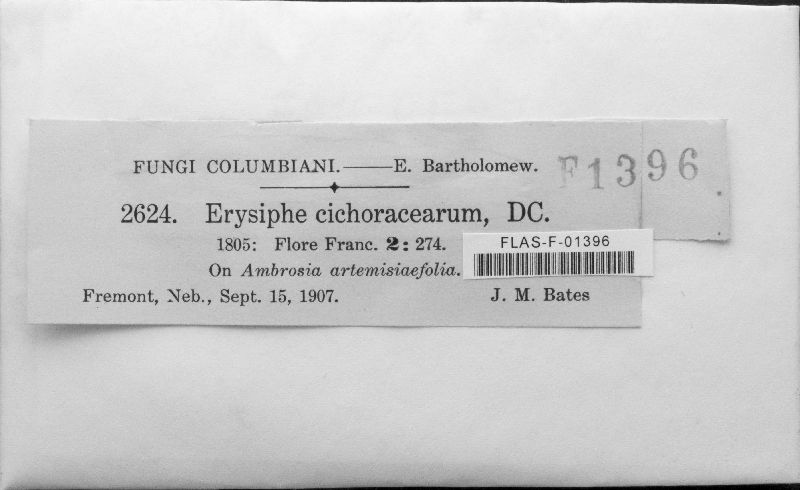 FUNGI COLUMBIANI.——E. Bartholomew.
F1396
2624. Erysiphe cichoracearum, DC.
1805: Flore Franc. 2: 274.
FLAS-F-01396
On Ambrosia artemisiaefolia.
Fremont, Neb., Sept. 15, 1907.
J. M. Bates